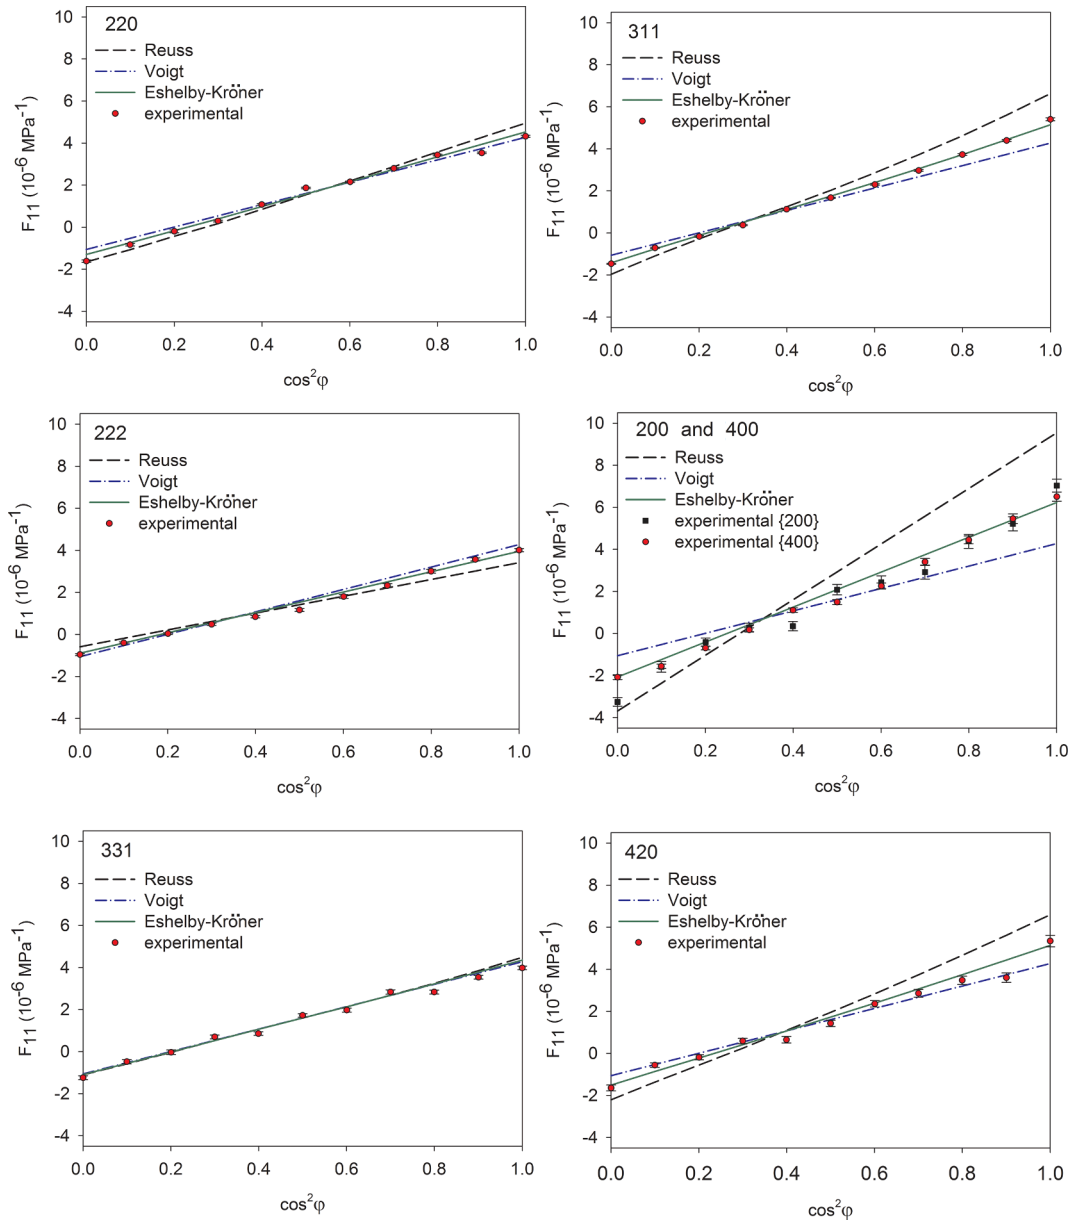 220
Reuss
Voigt
Eshelby-Kröner
experimental
10
8
6
4
2
0
-2
-4
F11 (10-6 MPa-1)
0.0 0.2 0.4 0.6 0.8 1.0
cos2φ
311
Reuss
Voigt
Eshelby-Kröner
experimental
10
8
6
4
2
0
-2
-4
F11 (10-6 MPa-1)
0.0 0.2 0.4 0.6 0.8 1.0
cos2φ
222
Reuss
Voigt
Eshelby-Kröner
experimental
10
8
6
4
2
0
-2
-4
F11 (10-6 MPa-1)
0.0 0.2 0.4 0.6 0.8 1.0
cos2φ
200 and 400
Reuss
Voigt
Eshelby-Kröner
experimental {200}
experimental {400}
10
8
6
4
2
0
-2
-4
F11 (10-6 MPa-1)
0.0 0.2 0.4 0.6 0.8 1.0
cos2φ
331
Reuss
Voigt
Eshelby-Kröner
experimental
10
8
6
4
2
0
-2
-4
F11 (10-6 MPa-1)
0.0 0.2 0.4 0.6 0.8 1.0
cos2φ
420
Reuss
Voigt
Eshelby-Kröner
experimental
10
8
6
4
2
0
-2
-4
F11 (10-6 MPa-1)
0.0 0.2 0.4 0.6 0.8 1.0
cos2φ